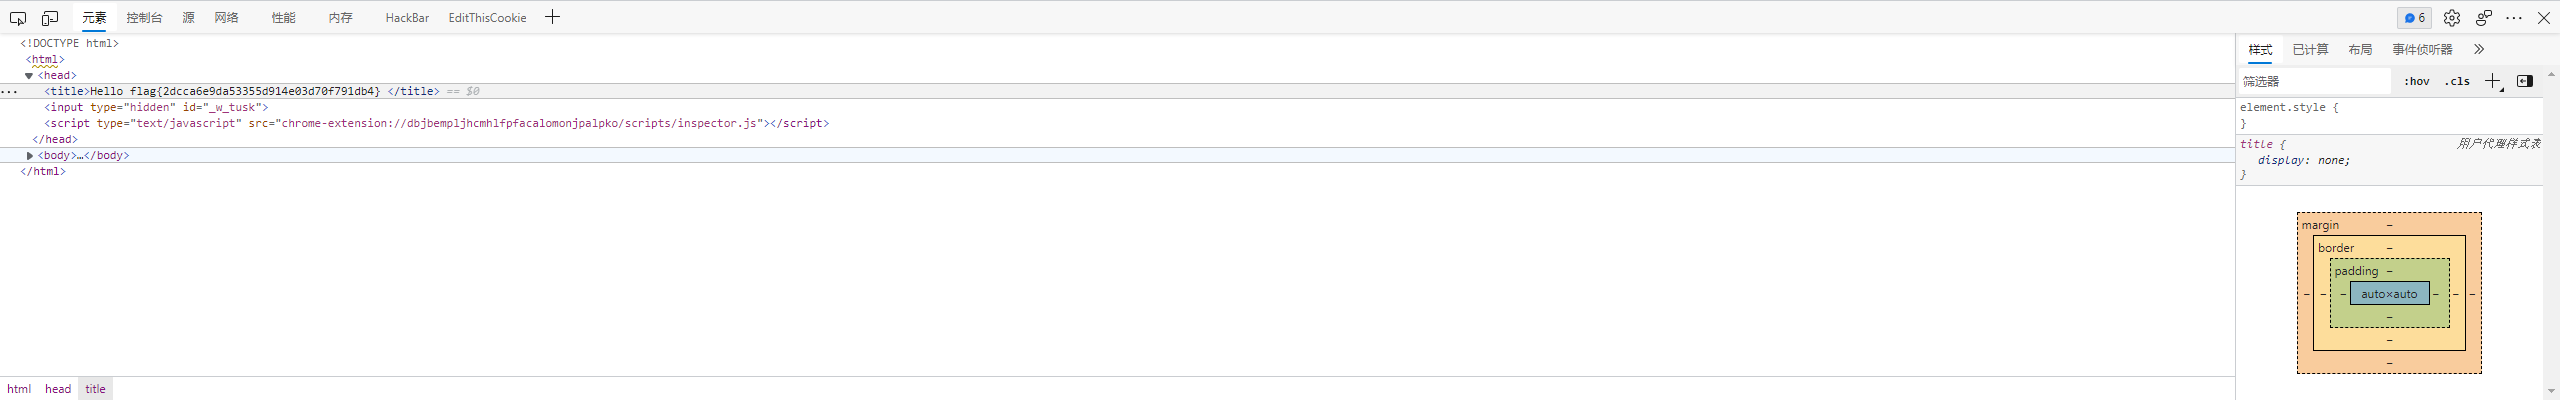 元素 控制台 源 网络 性能 内存 HackBar EditThisCookie 6
<!DOCTYPE html>
<html>
<head>
<title>Hello flag{2dcca6e9da53355d914e03d70f791db4} </title> == $0
<input type="hidden" id="_w_tusk">
<script type="text/javascript" src="chrome-extension://dbjbempljhcmhlfpfacalomonjpalpko/scripts/inspector.js"></script>
</head>
<body>…</body>
</html>
html head title
样式 已计算 布局 事件侦听器
筛选器 :hov .cls
element.style {
}
title { 用户代理样式表
display: none;
}
margin –
border –
padding –
– – – auto×auto – – –
–
–
–